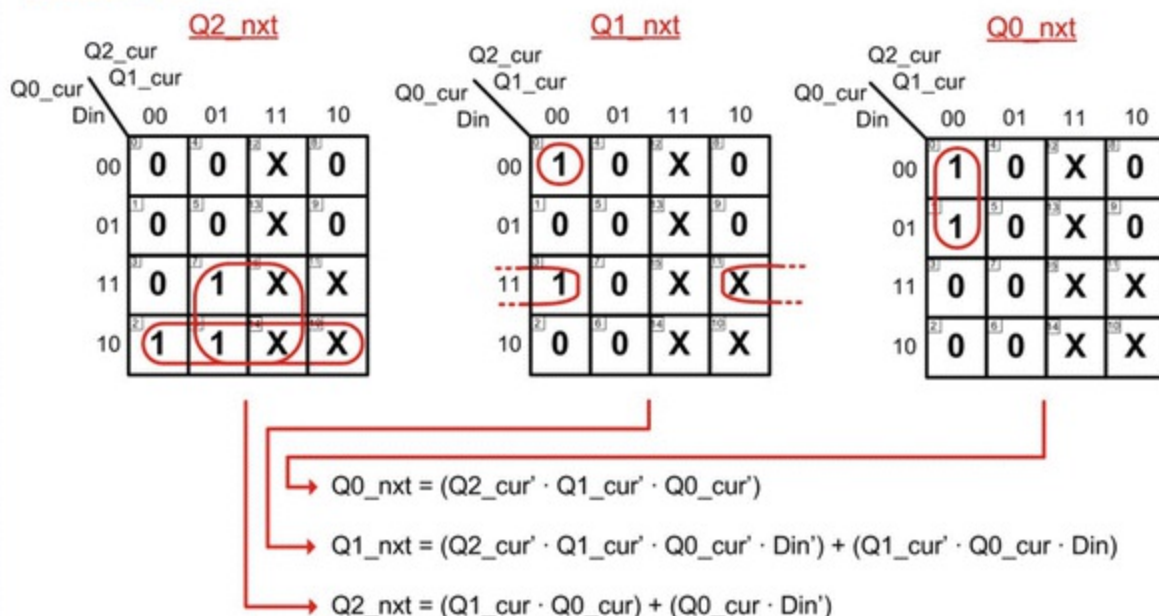 Q2_nxt Q1_nxt Q0_nxt
Q2_cur Q2_cur Q2_cur
Q0_cur Q1_cur Q0_cur Q1_cur Q0_cur Q1_cur
Din 00 01 11 10 Din 00 01 11 10 Din 00 01 11 10
00 0 0 X 0 00 1 0 X 0 00 1 0 X 0
01 0 0 X 0 01 0 0 X 0 01 1 0 X 0
11 0 1 X X 11 1 0 X X 11 0 0 X X
10 1 1 X X 10 0 0 X X 10 0 0 X X
Q0_nxt = (Q2_cur' · Q1_cur' · Q0_cur')
Q1_nxt = (Q2_cur' · Q1_cur' · Q0_cur' · Din') + (Q1_cur' · Q0_cur · Din)
Q2_nxt = (Q1_cur · Q0_cur) + (Q0_cur · Din')